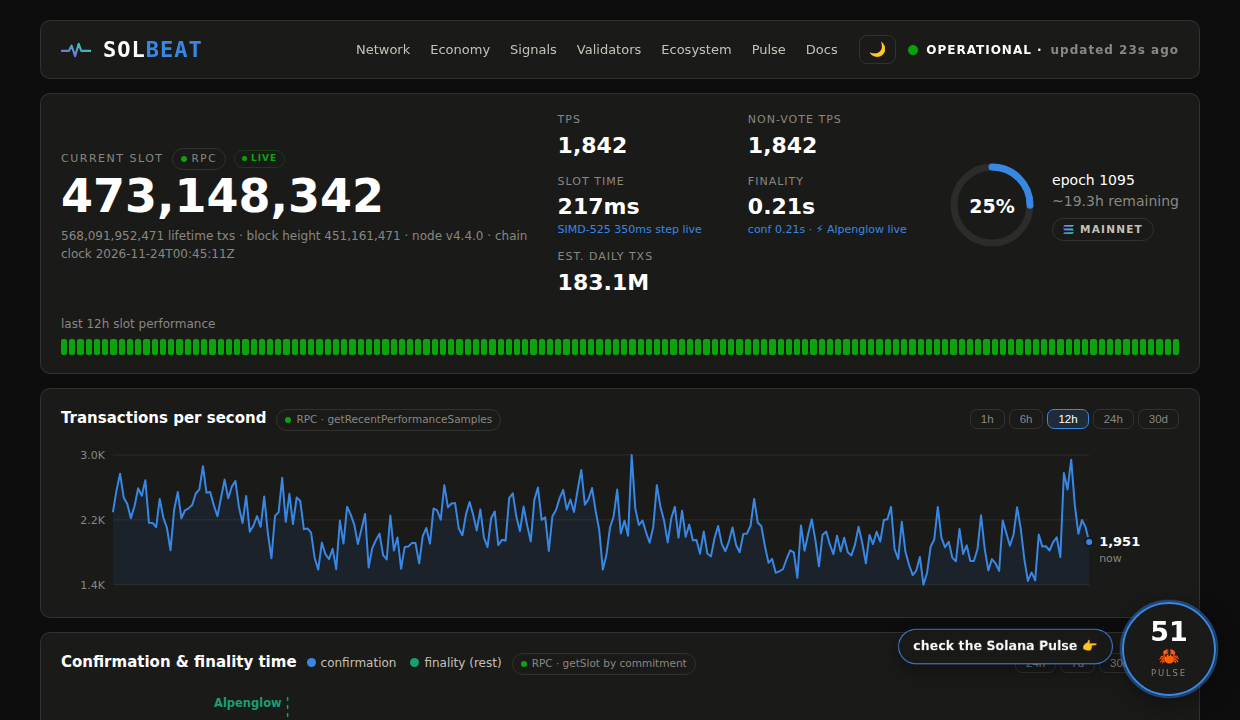 SOLBEAT
Network Economy Signals Validators Ecosystem Pulse Docs 🌙 OPERATIONAL · updated 23s ago
CURRENT SLOT RPC LIVE
473,148,342
568,091,952,471 lifetime txs · block height 451,161,471 · node v4.4.0 · chain
clock 2026-11-24T00:45:11Z
TPS
1,842
NON-VOTE TPS
1,842
SLOT TIME
217ms
SIMD-525 350ms step live
FINALITY
0.21s
conf 0.21s · ⚡ Alpenglow live
EST. DAILY TXS
183.1M
25%
epoch 1095
~19.3h remaining
MAINNET
last 12h slot performance
Transactions per second RPC · getRecentPerformanceSamples 1h 6h 12h 24h 30d
3.0K
2.2K
1.4K
1,951
now
Confirmation & finality time confirmation finality (rest) RPC · getSlot by commitment
check the Solana Pulse 👉
51
🦀
PULSE
Alpenglow